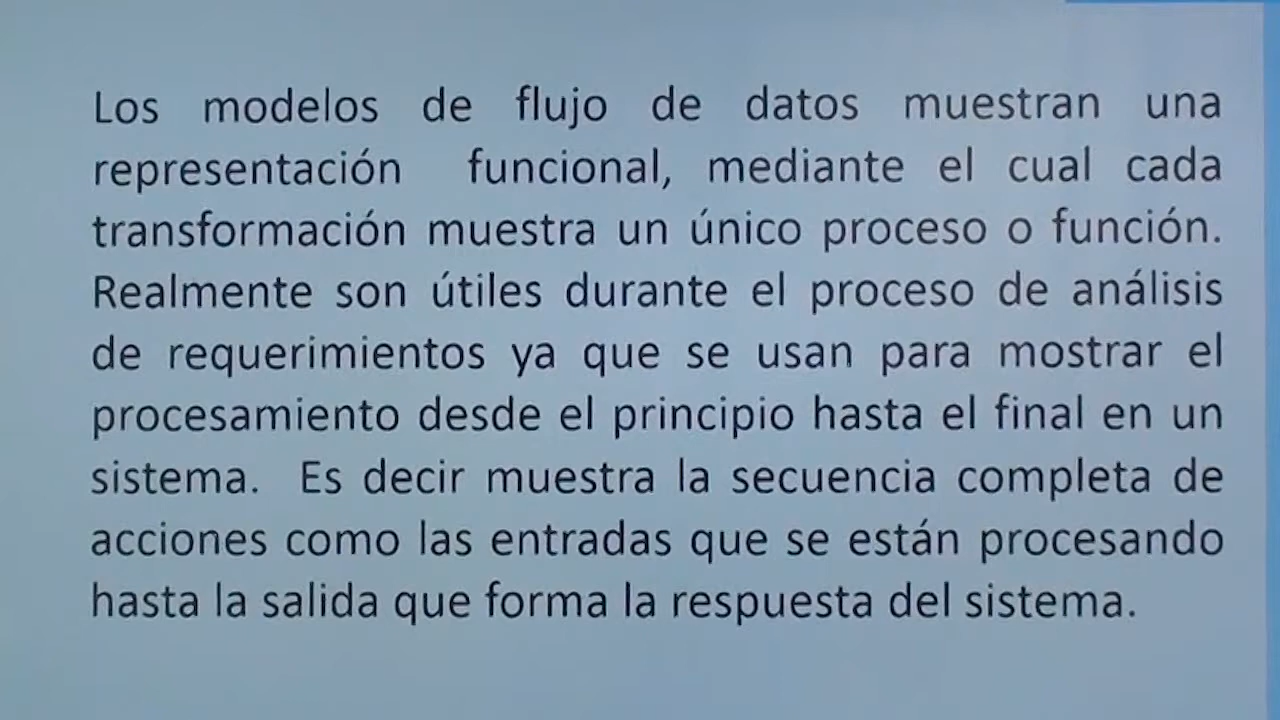 Los modelos de flujo de datos muestran una
representación funcional, mediante el cual cada
transformación muestra un único proceso o función.
Realmente son útiles durante el proceso de análisis
de requerimientos ya que se usan para mostrar el
procesamiento desde el principio hasta el final en un
sistema. Es decir muestra la secuencia completa de
acciones como las entradas que se están procesando
hasta la salida que forma la respuesta del sistema.